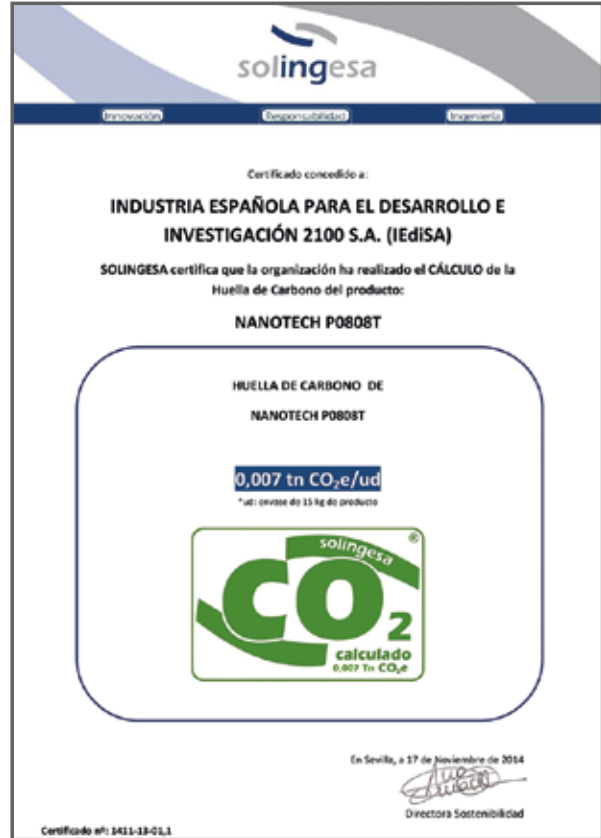 solingesa
Innovación Responsabilidad Ingeniería
Certificado concedido a:
INDUSTRIA ESPAÑOLA PARA EL DESARROLLO E
INVESTIGACIÓN 2100 S.A. (IEdiSA)
SOLINGESA certifica que la organización ha realizado el CÁLCULO de la
Huella de Carbono del producto:
NANOTECH P0808T
HUELLA DE CARBONO DE
NANOTECH P0808T
0,007 tn CO₂e/ud
*ud: envase de 15 kg de producto
solingesa ®
CO2
calculado
0,007 Tn CO₂e
En Sevilla, a 17 de Noviembre de 2014
Directora Sostenibilidad
Certificado nº: 1411-13-01,1